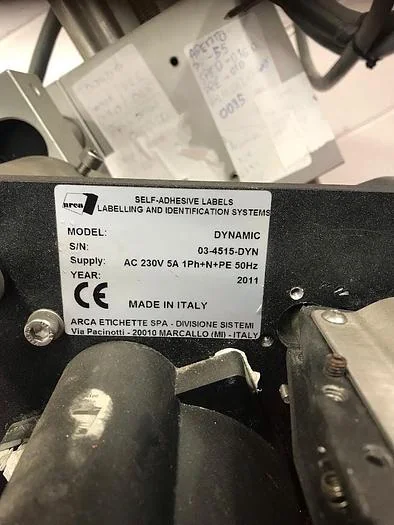 0035
arca
SELF-ADHESIVE LABELS
LABELLING AND IDENTIFICATION SYSTEMS
MODEL: DYNAMIC
S/N: 03-4515-DYN
Supply: AC 230V 5A 1Ph+N+PE 50Hz
YEAR: 2011
CE MADE IN ITALY
ARCA ETICHETTE SPA - DIVISIONE SISTEMI
Via Pacinotti - 20010 MARCALLO (MI) - ITALY